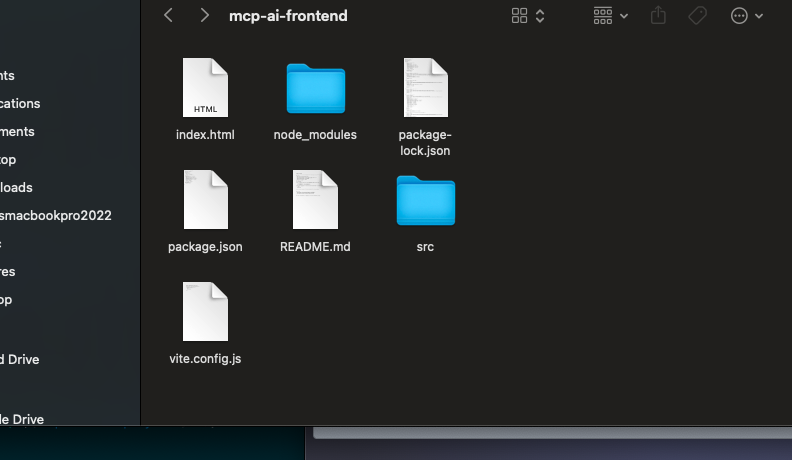 mcp-ai-frontend
nts
cations
ments
top
loads
smacbookpro2022
c
res
op
d Drive
le Drive
HTML
index.html
node_modules
package-
lock.json
package.json
README.md
src
vite.config.js